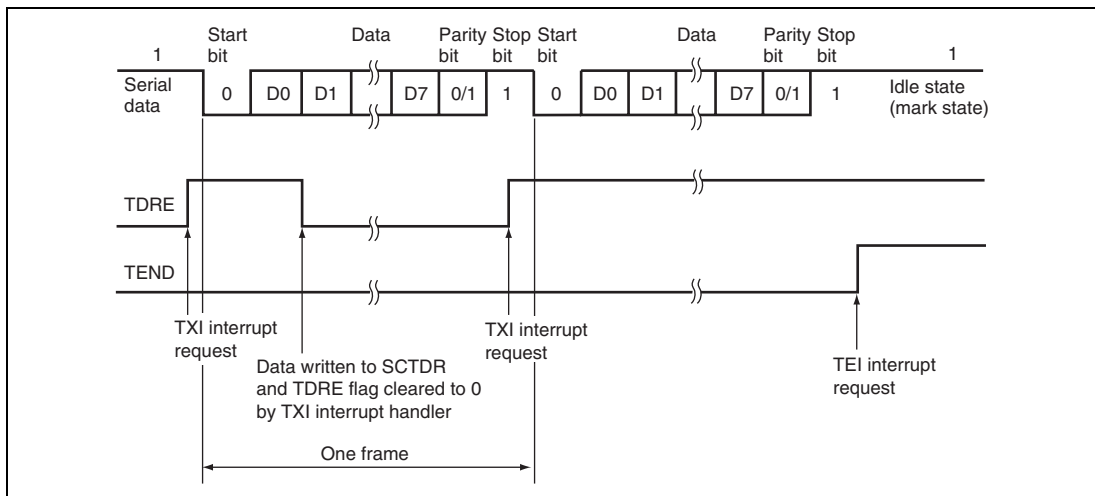 Start bit Data Parity bit Stop bit Start bit Data Parity bit Stop bit
1 1
Serial data 0 D0 D1 D7 0/1 1 0 D0 D1 D7 0/1 1 Idle state (mark state)
TDRE
TEND
TXI interrupt request
Data written to SCTDR
and TDRE flag cleared to 0
by TXI interrupt handler
TXI interrupt request
TEI interrupt request
One frame